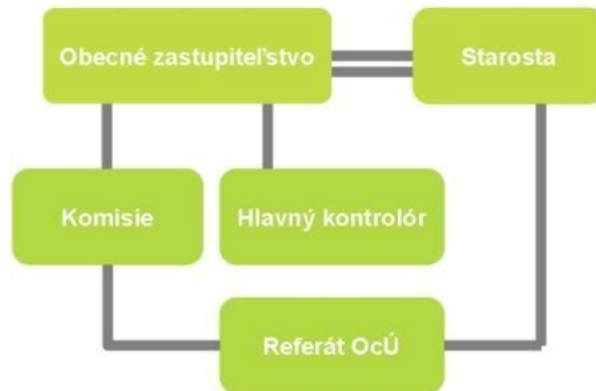 Obecné zastupiteľstvo
Starosta
Komisie
Hlavný kontrolór
Referát OcÚ